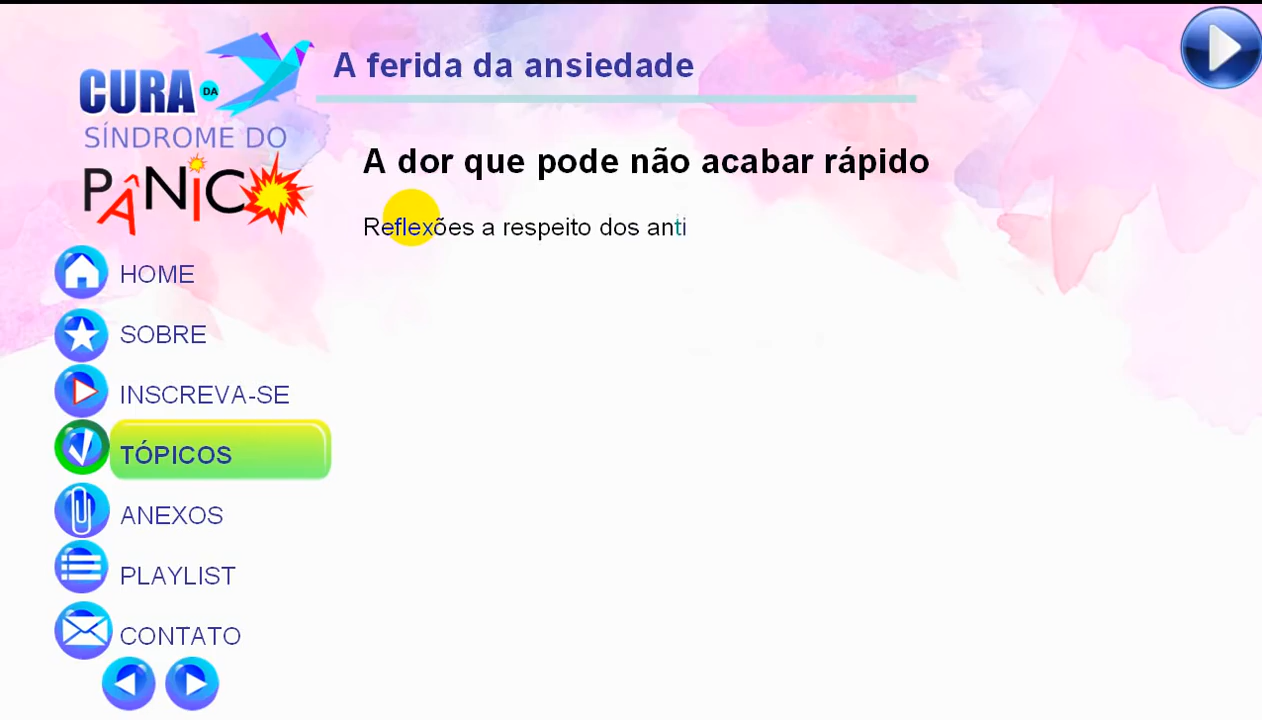 CURA DA
SÍNDROME DO
PÂNICO
A ferida da ansiedade
A dor que pode não acabar rápido
Reflexões a respeito dos anti
HOME
SOBRE
INSCREVA-SE
TÓPICOS
ANEXOS
PLAYLIST
CONTATO